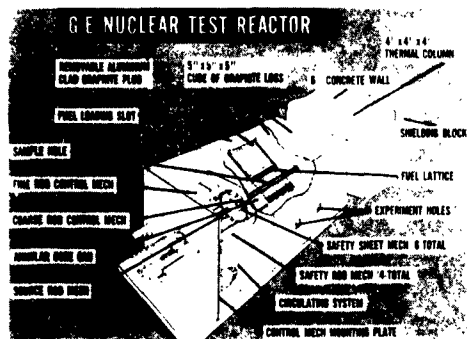 G E NUCLEAR TEST REACTOR
4' x4' x4'
THERMAL COLUMN
REMOVABLE ALUMINUM
CLAD GRAPHITE PLUG
5' x5' x5'
CUBE OF GRAPHITE LOGS
6 CONCRETE WALL
FUEL LOADING SLOT
SHIELDING BLOCK
SAMPLE HOLE
FUEL LATTICE
FINE ROD CONTROL MECH
COARSE ROD CONTROL MECH
EXPERIMENT HOLES
SAFETY SHEET MECH 6 TOTAL
ANNULAR CORE CAN
SAFETY ROD MECH 4-TOTAL
SOURCE ROD MECH
CIRCULATING SYSTEM
CONTROL MECH MOUNTING PLATE